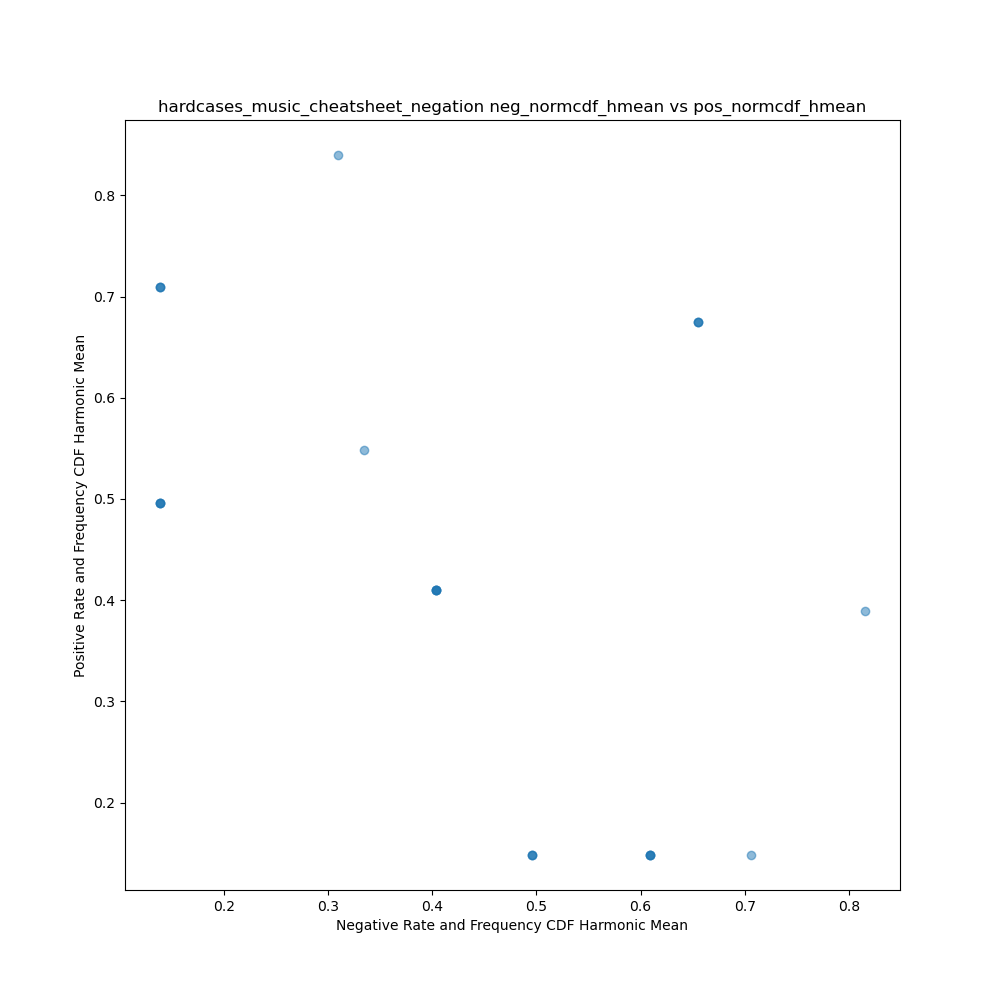 hardcases_music_cheatsheet_negation neg_normcdf_hmean vs pos_normcdf_hmean
Positive Rate and Frequency CDF Harmonic Mean
0.8
0.7
0.6
0.5
0.4
0.3
0.2
0.2 0.3 0.4 0.5 0.6 0.7 0.8
Negative Rate and Frequency CDF Harmonic Mean